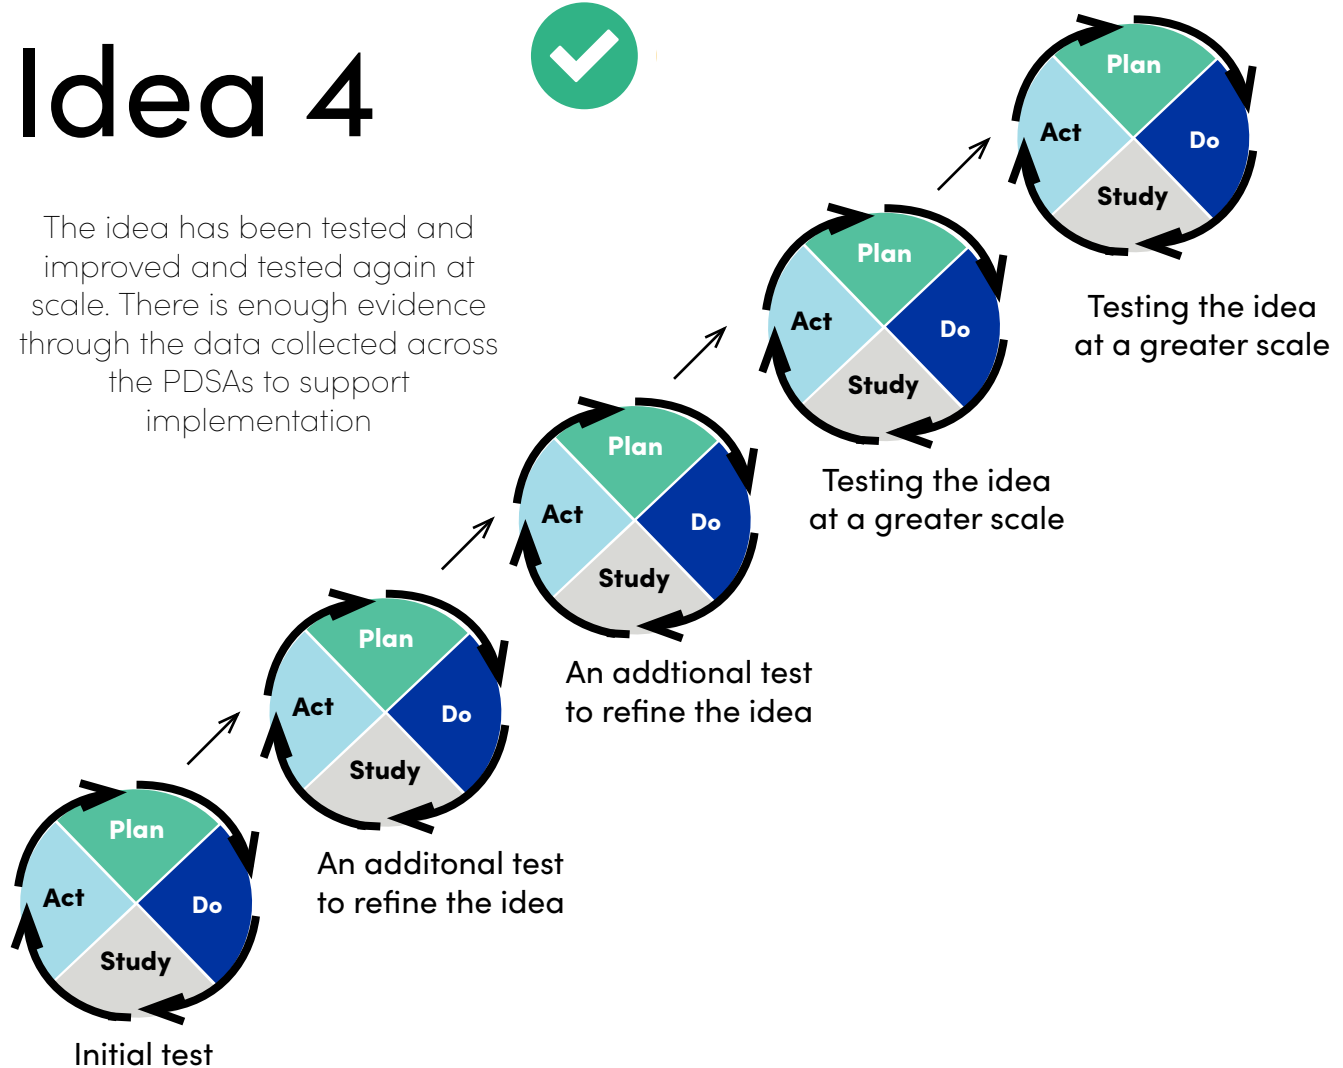 Idea 4
The idea has been tested and
improved and tested again at
scale. There is enough evidence
through the data collected across
the PDSAs to support
implementation
Plan
Do
Study
Act
Initial test
Plan
Do
Study
Act
An additonal test
to refine the idea
Plan
Do
Study
Act
An addtional test
to refine the idea
Plan
Do
Study
Act
Testing the idea
at a greater scale
Plan
Do
Study
Act
Testing the idea
at a greater scale